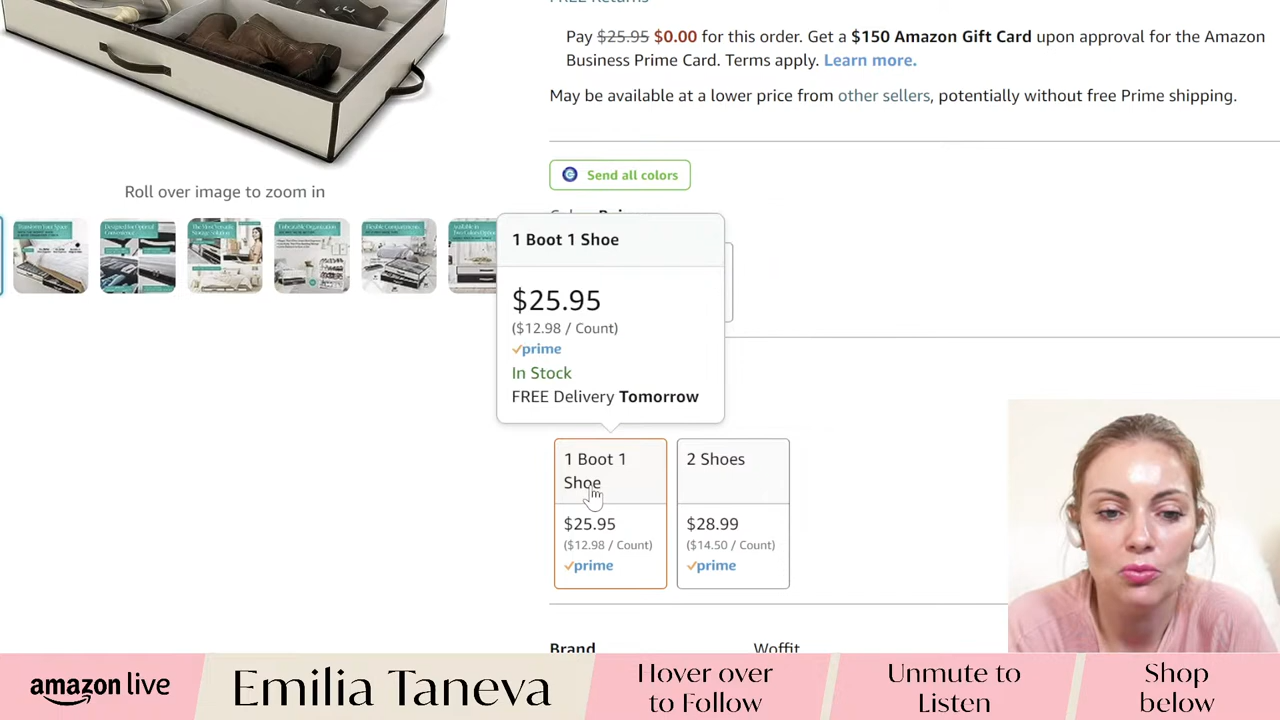 FREE Returns
Pay $25.95 $0.00 for this order. Get a $150 Amazon Gift Card upon approval for the Amazon
Business Prime Card. Terms apply. Learn more.
May be available at a lower price from other sellers, potentially without free Prime shipping.
Roll over image to zoom in
Send all colors
1 Boot 1 Shoe
$25.95
($12.98 / Count)
prime
In Stock
FREE Delivery Tomorrow
1 Boot 1
Shoe
$25.95
($12.98 / Count)
prime
2 Shoes
$28.99
($14.50 / Count)
prime
Brand
Woffit
amazon live
Emilia Taneva
Hover over
to Follow
Unmute to
Listen
Shop
below